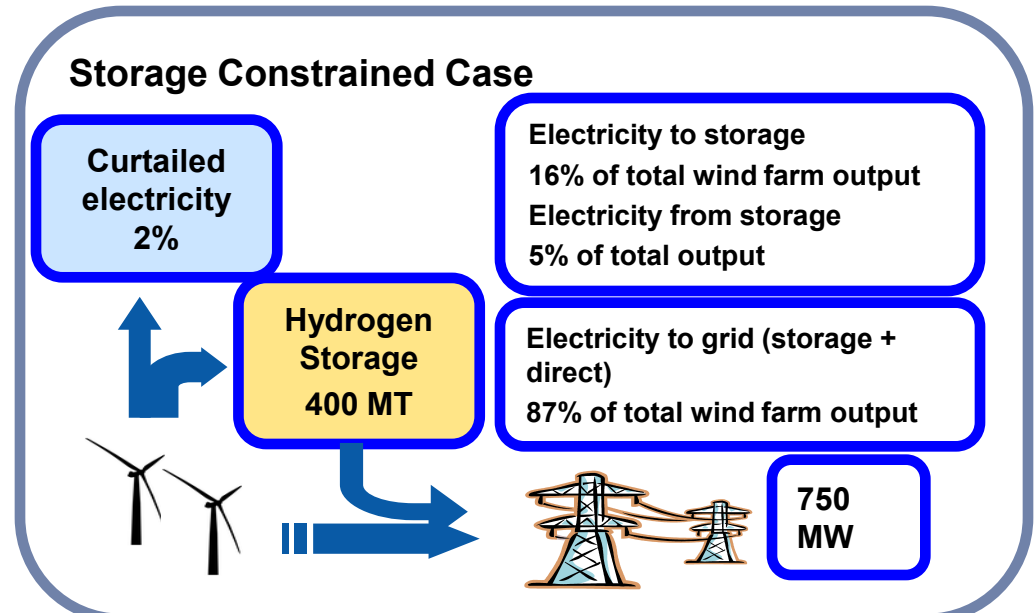 Storage Constrained Case
Curtailed
electricity
2%
Electricity to storage
16% of total wind farm output
Electricity from storage
5% of total output
Hydrogen
Storage
400 MT
Electricity to grid (storage +
direct)
87% of total wind farm output
750
MW